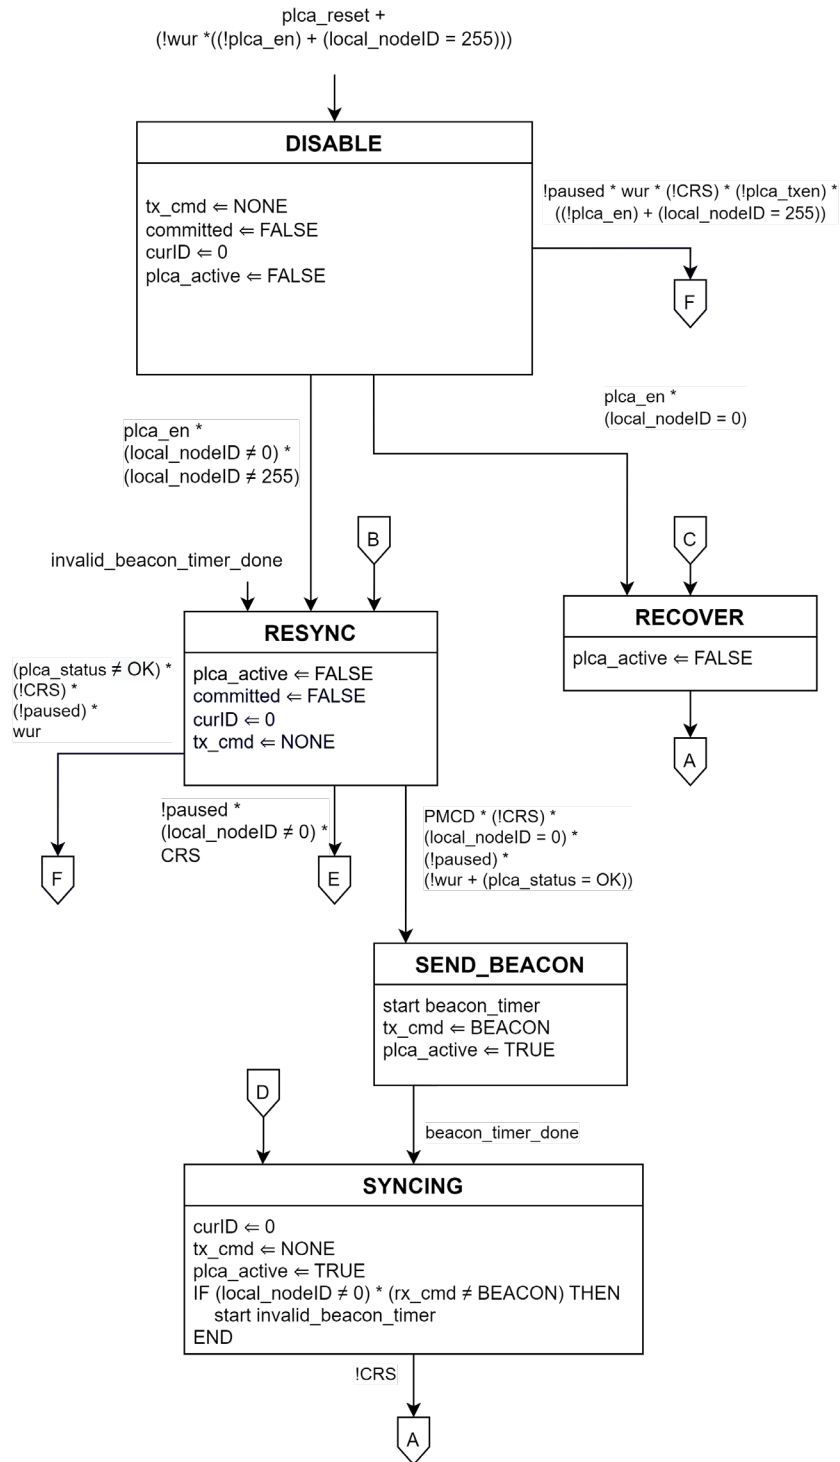 plca_reset +
(!wur *((!plca_en) + (local_nodeID = 255)))
DISABLE
tx_cmd ⇐ NONE
committed ⇐ FALSE
curID ⇐ 0
plca_active ⇐ FALSE
!paused * wur * (!CRS) * (!plca_txen) *
((!plca_en) + (local_nodeID = 255))
F
plca_en *
(local_nodeID ≠ 0) *
(local_nodeID ≠ 255)
plca_en *
(local_nodeID = 0)
B
C
invalid_beacon_timer_done
RESYNC
plca_active ⇐ FALSE
committed ⇐ FALSE
curID ⇐ 0
tx_cmd ⇐ NONE
RECOVER
plca_active ⇐ FALSE
A
(plca_status ≠ OK) *
(!CRS) *
(!paused) *
wur
F
!paused *
(local_nodeID ≠ 0) *
CRS
E
PMCD * (!CRS) *
(local_nodeID = 0) *
(!paused) *
(!wur + (plca_status = OK))
SEND_BEACON
start beacon_timer
tx_cmd ⇐ BEACON
plca_active ⇐ TRUE
D
beacon_timer_done
SYNCING
curID ⇐ 0
tx_cmd ⇐ NONE
plca_active ⇐ TRUE
IF (local_nodeID ≠ 0) * (rx_cmd ≠ BEACON) THEN
start invalid_beacon_timer
END
!CRS
A